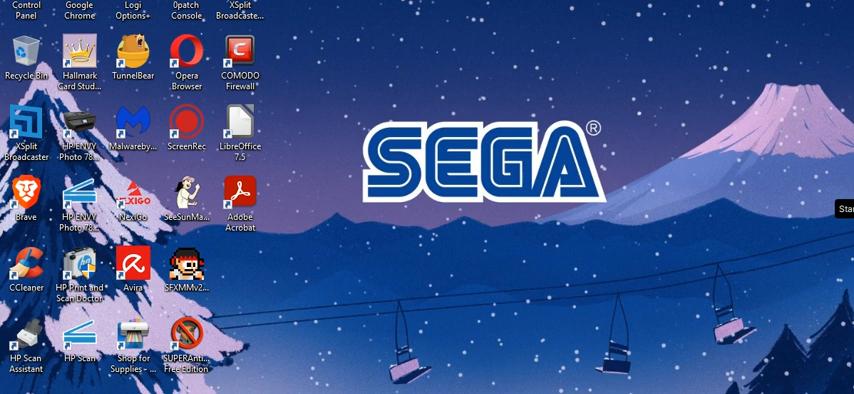 Control
Panel
Google
Chrome
Logi
Options+
0patch
Console
XSplit
Broadcaste...
Recycle Bin
Hallmark
Card Stud...
TunnelBear
Opera
Browser
COMODO
Firewall
XSplit
Broadcaster
HP ENVY
Photo 78...
Malwareby...
ScreenRec
LibreOffice
7.5
SEGA®
Brave
HP ENVY
Photo 78...
NEXIGO
NexiGo
SeeSunMa...
Adobe
Acrobat
Star
CCleaner
HP Print and
Scan Doctor
Avira
SFXMMv2...
HP Scan
Assistant
HP Scan
Shop for
Supplies - ...
SUPERAnti...
Free Edition